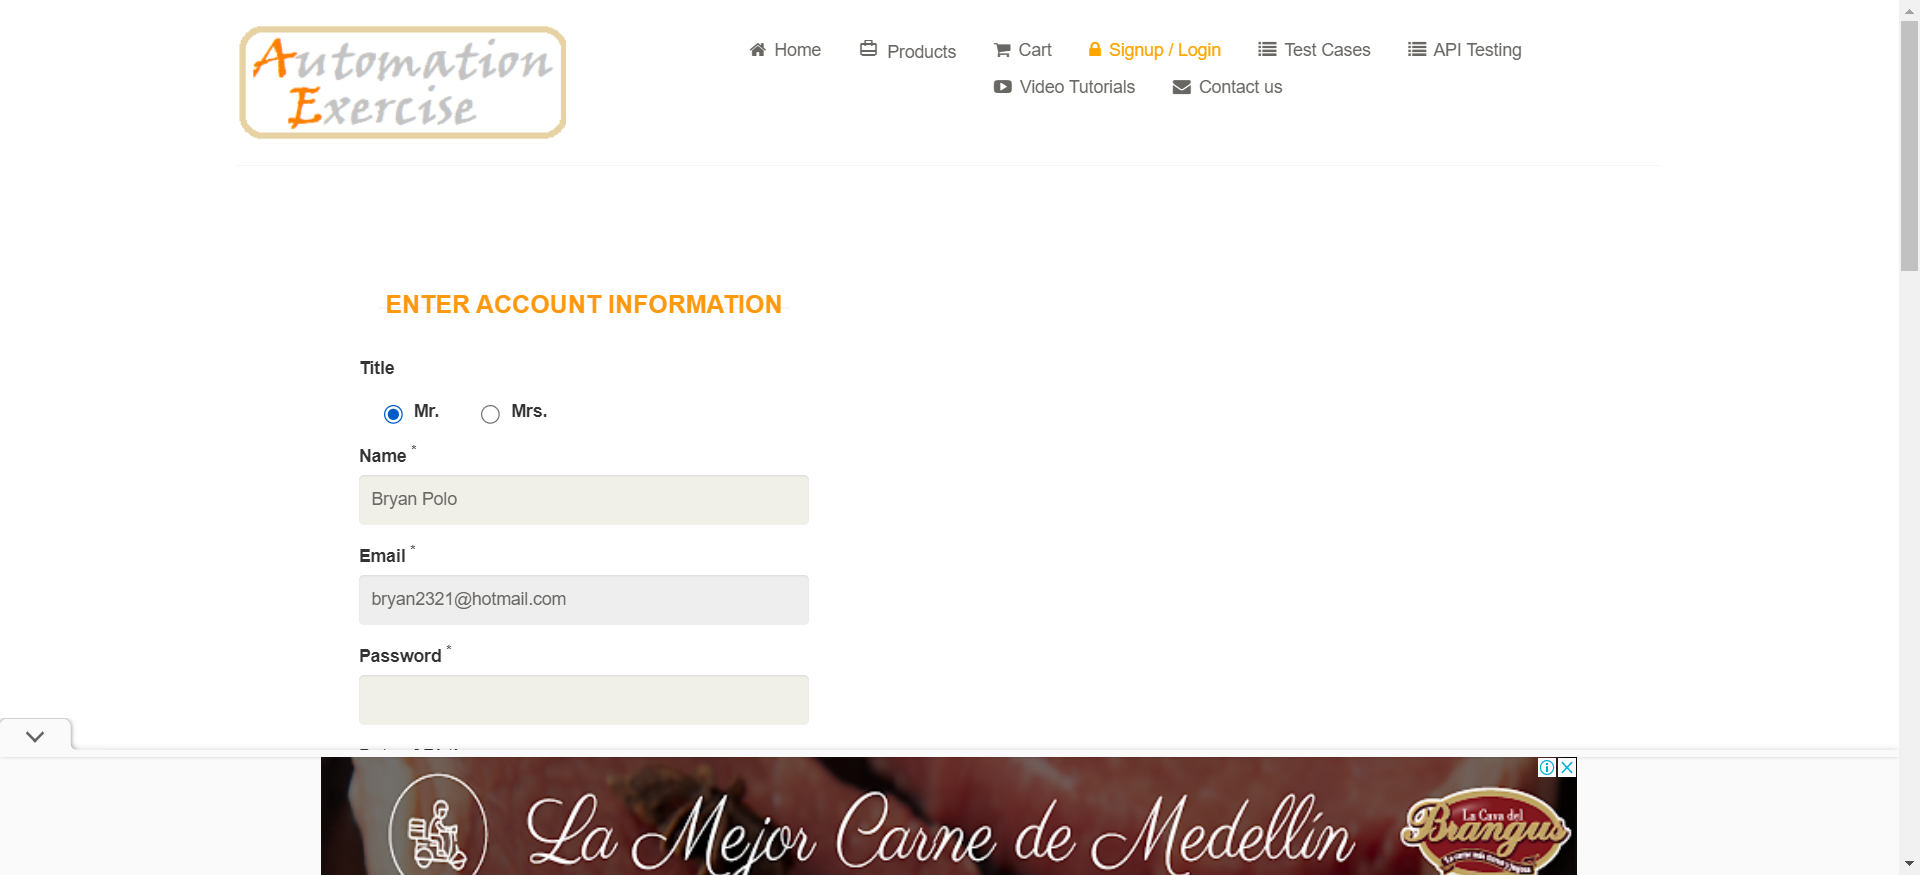 Automation
Exercise
Home
Products
Cart
Signup / Login
Test Cases
API Testing
Video Tutorials
Contact us
ENTER ACCOUNT INFORMATION
Title
Mr.
Mrs.
Name *
Bryan Polo
Email *
bryan2321@hotmail.com
Password *
La Mejor Carne de Medellín
La Cava del
Brangus